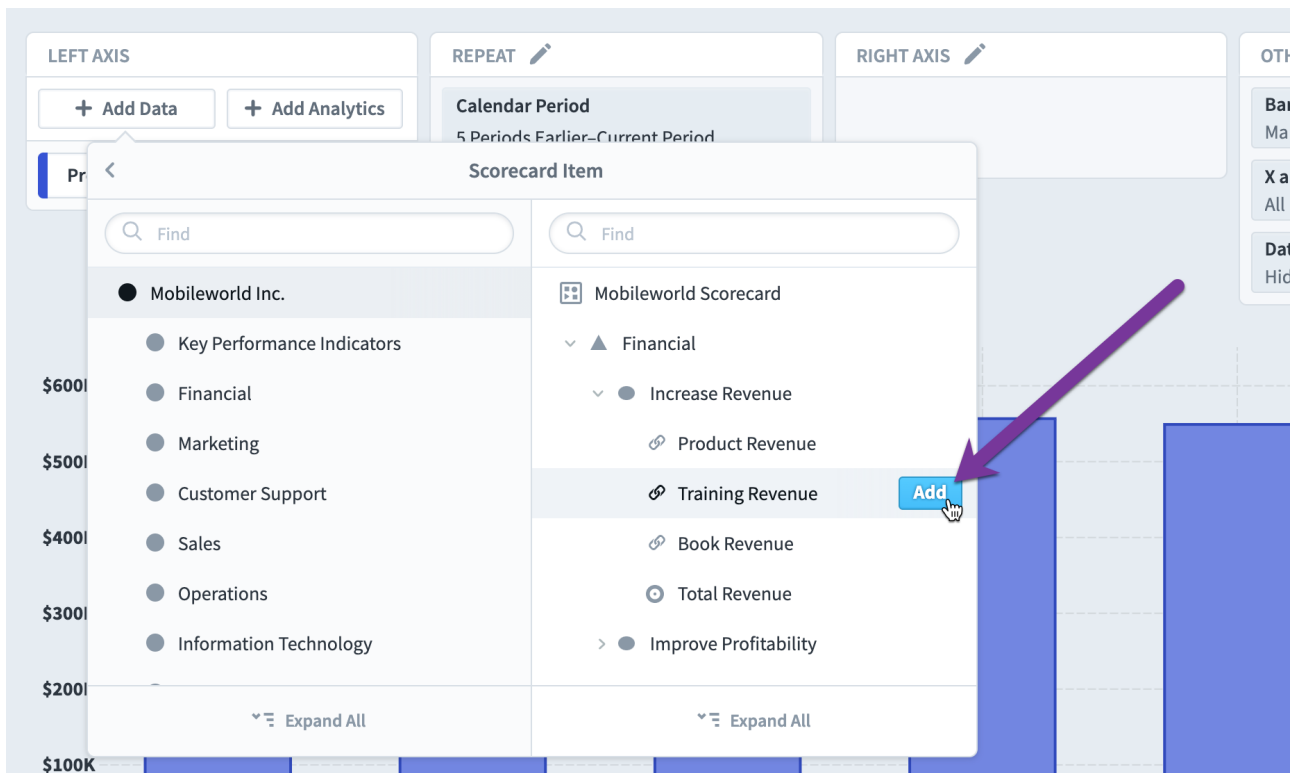 LEFT AXIS
REPEAT
RIGHT AXIS
Add Data
Add Analytics
Calendar Period
5 Periods Earlier–Current Period
All
Scorecard Item
Find
Find
Mobileworld Inc.
Key Performance Indicators
Financial
Marketing
Customer Support
Sales
Operations
Information Technology
Expand All
Mobileworld Scorecard
Financial
Increase Revenue
Product Revenue
Training Revenue
Add
Book Revenue
Total Revenue
Improve Profitability
Expand All
$100K